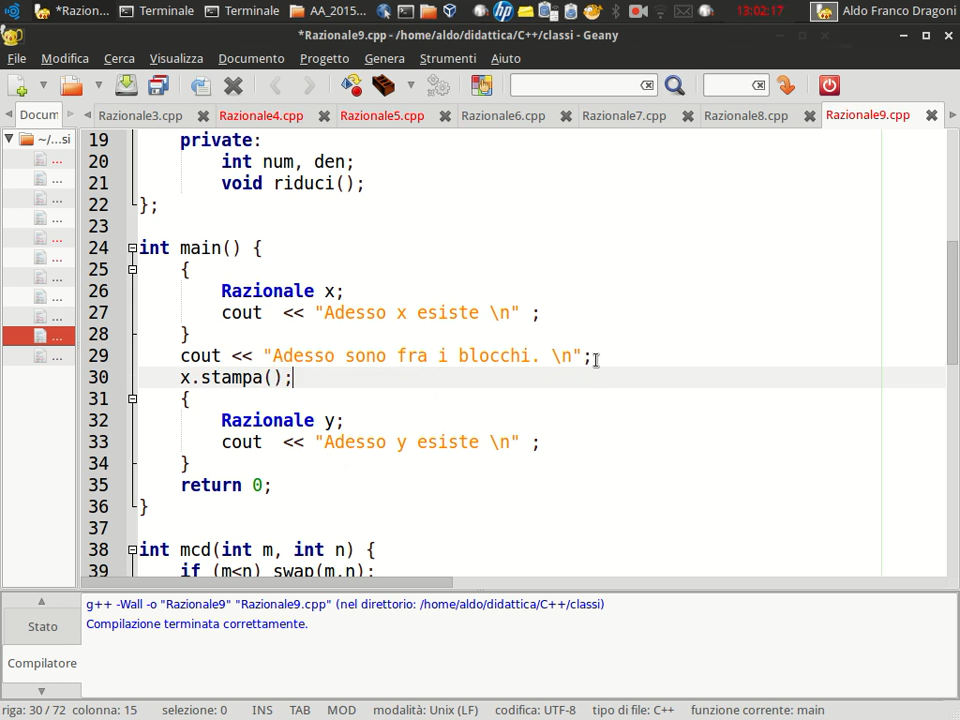 *Razion... Terminale Terminale AA_2015... 13:02:17 Aldo Franco Dragoni
*Razionale9.cpp - /home/aldo/didattica/C++/classi - Geany
File Modifica Cerca Visualizza Documento Progetto Genera Strumenti Aiuto
Docum Razionale3.cpp Razionale4.cpp Razionale5.cpp Razionale6.cpp Razionale7.cpp Razionale8.cpp Razionale9.cpp
~/...si
...
...
...
...
...
...
...
...
...
...
19 private:
20 int num, den;
21 void riduci();
22 };
23
24 int main() {
25 {
26 Razionale x;
27 cout  << "Adesso x esiste \n" ;
28 }
29 cout << "Adesso sono fra i blocchi. \n";
30 x.stampa();
31 {
32 Razionale y;
33 cout  << "Adesso y esiste \n" ;
34 }
35 return 0;
36 }
37
38 int mcd(int m, int n) {
39 if (m<n) swap(m,n);
Stato
Compilatore
g++ -Wall -o "Razionale9" "Razionale9.cpp" (nel direttorio: /home/aldo/didattica/C++/classi)
Compilazione terminata correttamente.
riga: 30 / 72 colonna: 15 selezione: 0 INS TAB MOD modalità: Unix (LF) codifica: UTF-8 tipo di file: C++ funzione corrente: main